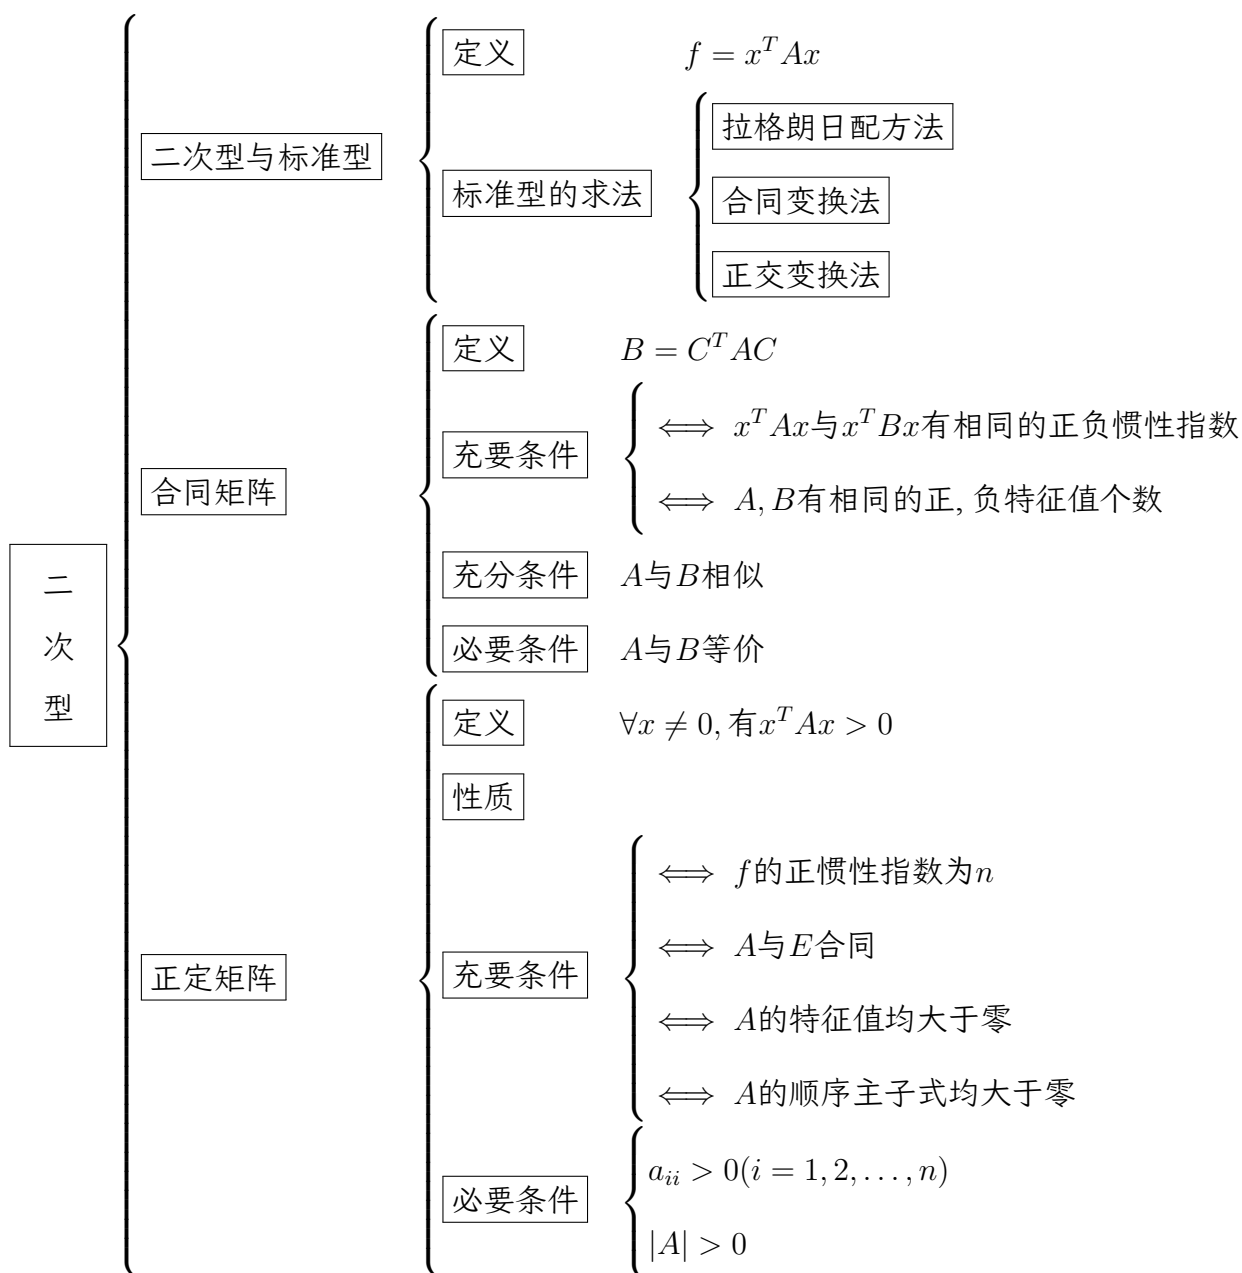 二
次
型
二次型与标准型
定义 f = x^T Ax
标准型的求法
拉格朗日配方法
合同变换法
正交变换法
合同矩阵
定义 B = C^T AC
充要条件
⟺ x^T Ax与x^T Bx有相同的正负惯性指数
⟺ A, B有相同的正, 负特征值个数
充分条件 A与B相似
必要条件 A与B等价
正定矩阵
定义 ∀x ≠ 0, 有x^T Ax > 0
性质
充要条件
⟺ f的正惯性指数为n
⟺ A与E合同
⟺ A的特征值均大于零
⟺ A的顺序主子式均大于零
必要条件
a_{ii} > 0(i = 1, 2, . . . , n)
|A| > 0